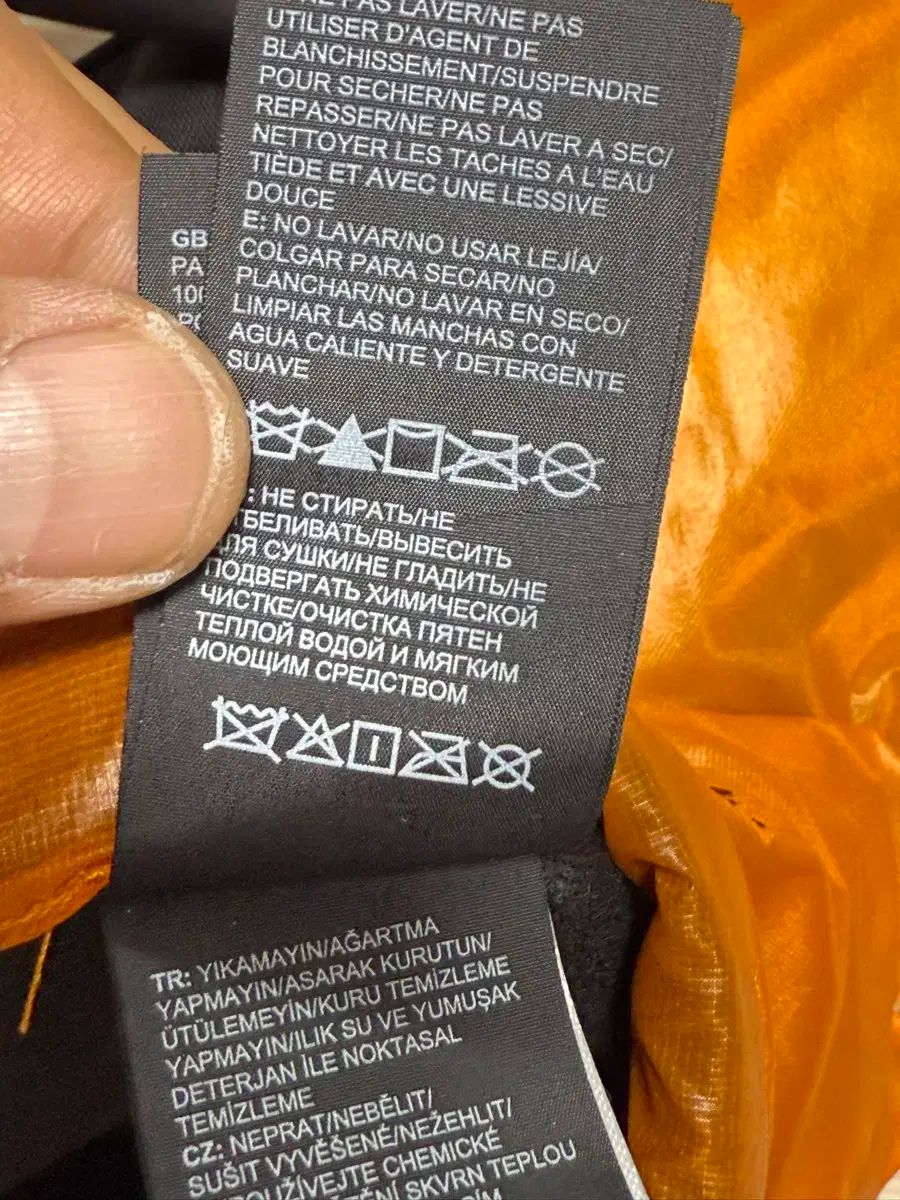 PAS LAVER/NE PAS
UTILISER D'AGENT DE
BLANCHISSEMENT/SUSPENDRE
POUR SECHER/NE PAS
REPASSER/NE PAS LAVER A SEC/
NETTOYER LES TACHES A L'EAU
TIÈDE ET AVEC UNE LESSIVE
DOUCE
E: NO LAVAR/NO USAR LEJÍA/
COLGAR PARA SECAR/NO
PLANCHAR/NO LAVAR EN SECO/
LIMPIAR LAS MANCHAS CON
AGUA CALIENTE Y DETERGENTE
SUAVE
GB
PA
: НЕ СТИРАТЬ/НЕ
ТБЕЛИВАТЬ/ВЫВЕСИТЬ
ДЛЯ СУШКИ/НЕ ГЛАДИТЬ/НЕ
ПОДВЕРГАТЬ ХИМИЧЕСКОЙ
ЧИСТКЕ/ОЧИСТКА ПЯТЕН
ТЕПЛОЙ ВОДОЙ И МЯГКИМ
МОЮЩИМ СРЕДСТВОМ
TR: YIKAMAYIN/AĞARTMA
YAPMAYIN/ASARAK KURUTUN/
ÜTÜLEMEYİN/KURU TEMİZLEME
YAPMAYIN/ILIK SU VE YUMUŞAK
DETERJAN İLE NOKTASAL
TEMİZLEME
CZ: NEPRAT/NEBĚLIT/
SUŠIT VYVĚŠENÉ/NEŽEHLIT/
POUŽÍVEJTE CHEMICKÉ
SKVRN TEPLOU